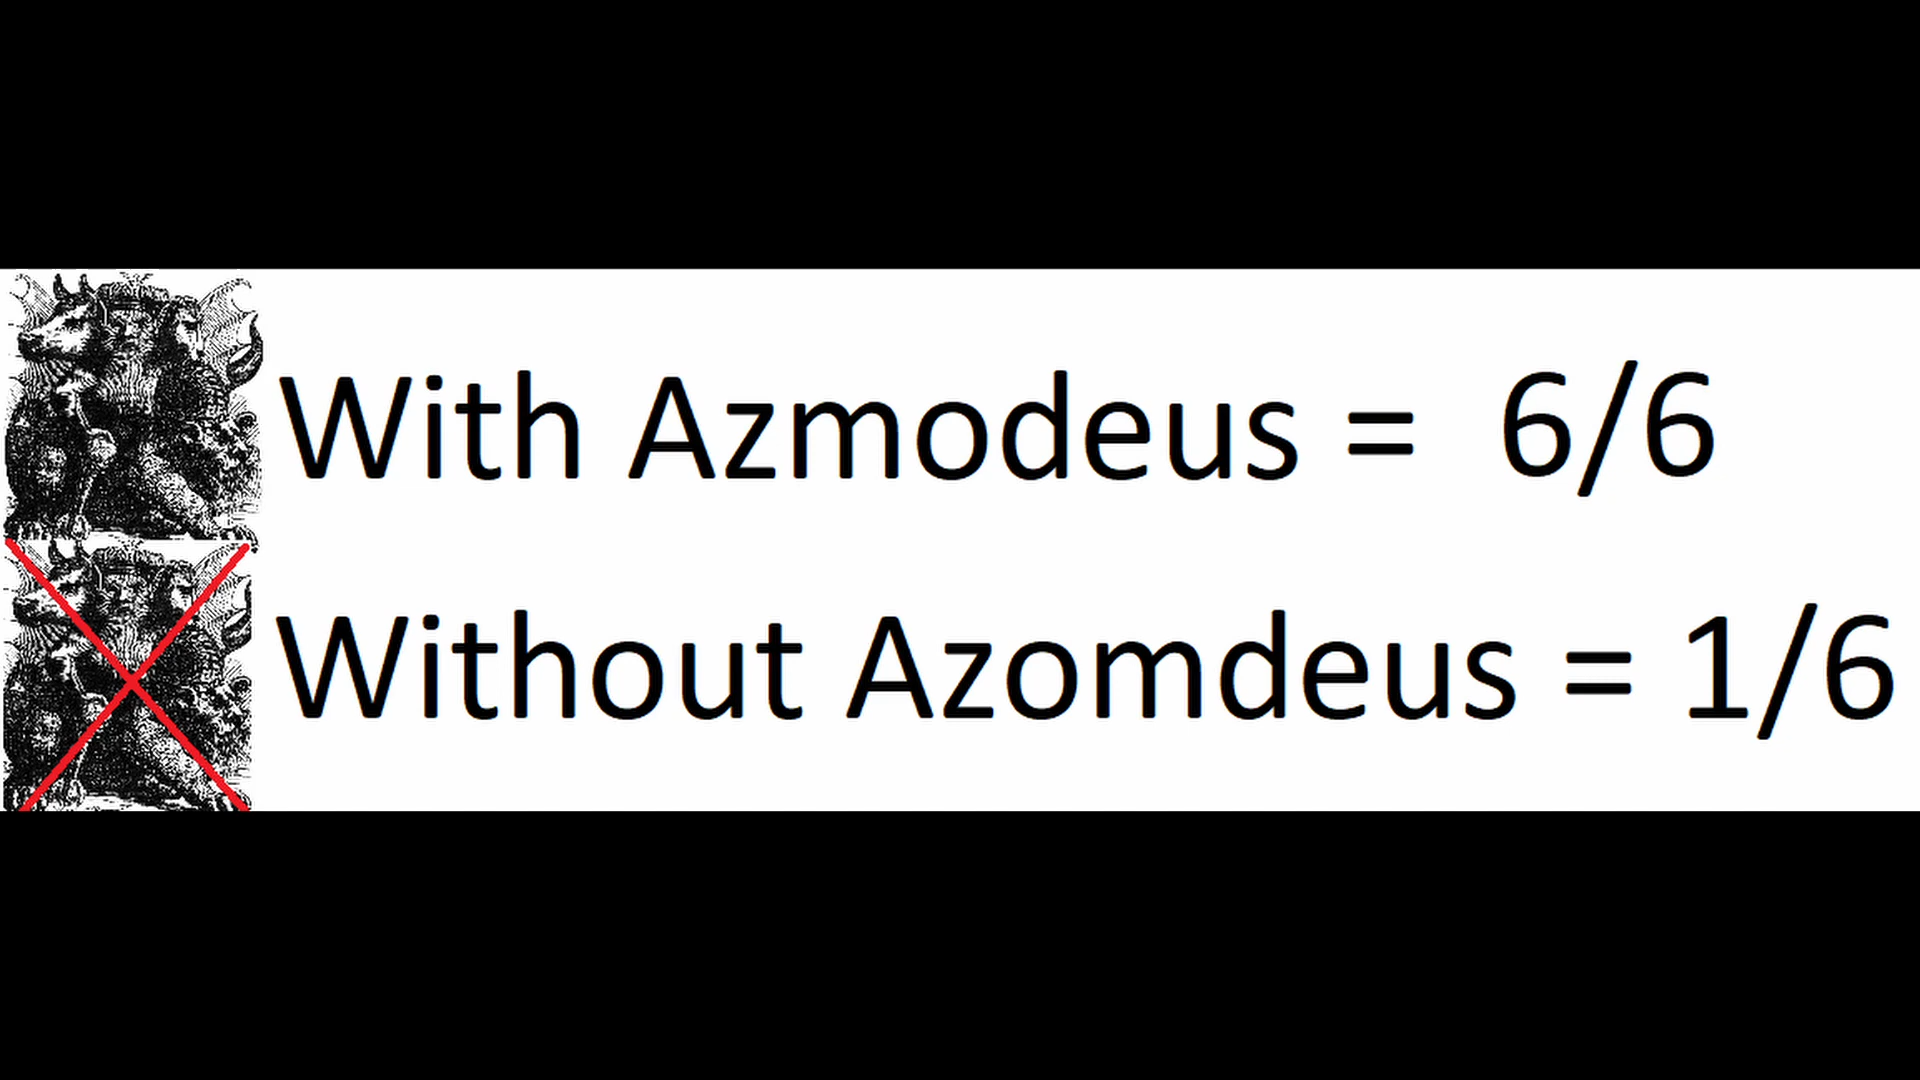 With Azmodeus = 6/6
Without Azomdeus = 1/6